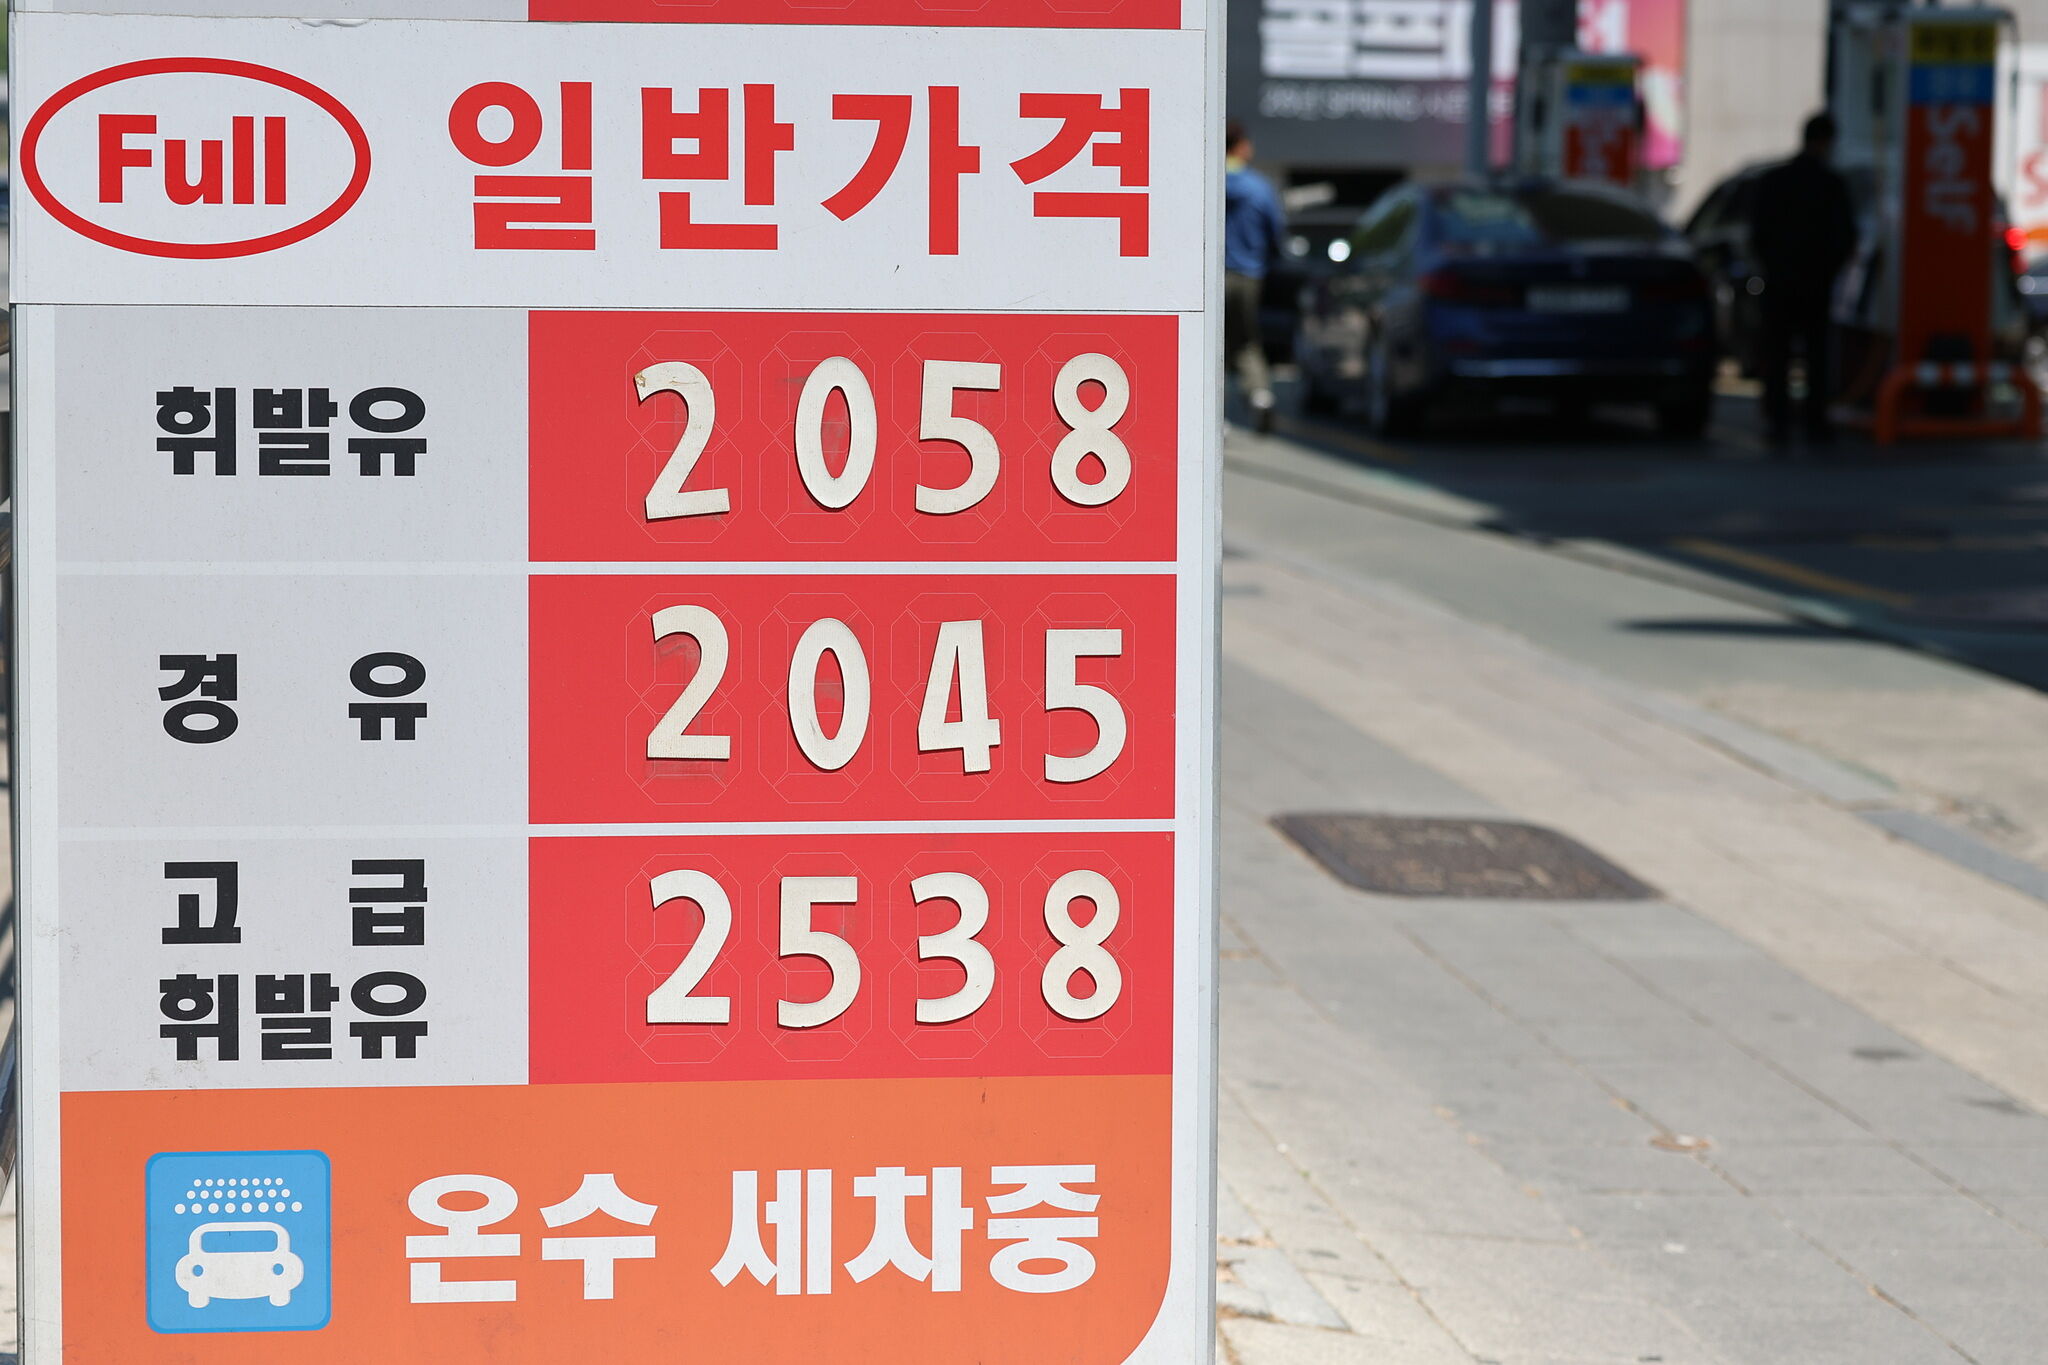 Full 일반가격
휘발유 2058
경 유 2045
고 급
휘발유 2538
온수 세차중
Self